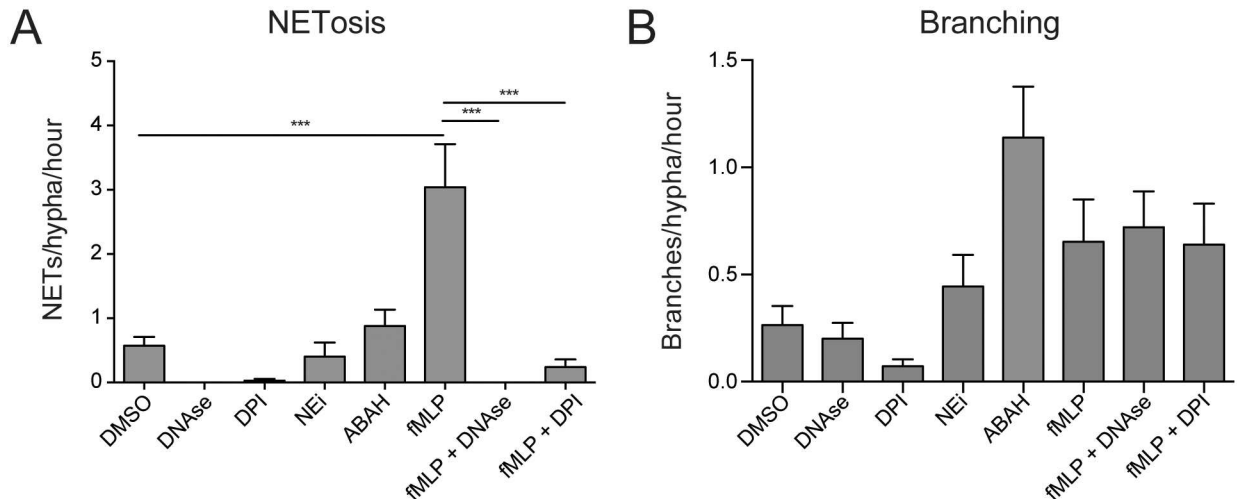 A
NETosis
NETs/hypha/hour
5
4
3
2
1
0
***
***
***
DMSO
DNAse
DPI
NEi
ABAH
fMLP
fMLP + DNAse
fMLP + DPI
B
Branching
Branches/hypha/hour
1.5
1.0
0.5
0.0
DMSO
DNAse
DPI
NEi
ABAH
fMLP
fMLP + DNAse
fMLP + DPI